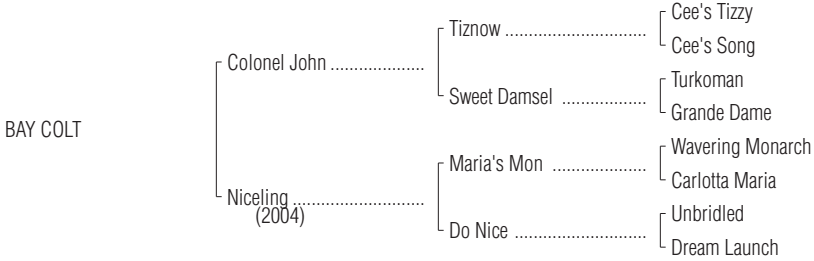 Cee's Tizzy
Tiznow ..............................
Cee's Song
Colonel John ....................
Turkoman
Sweet Damsel ..................
Grande Dame
BAY COLT
Wavering Monarch
Maria's Mon ....................
Carlotta Maria
Niceling ............................
(2004)
Unbridled
Do Nice ............................
Dream Launch